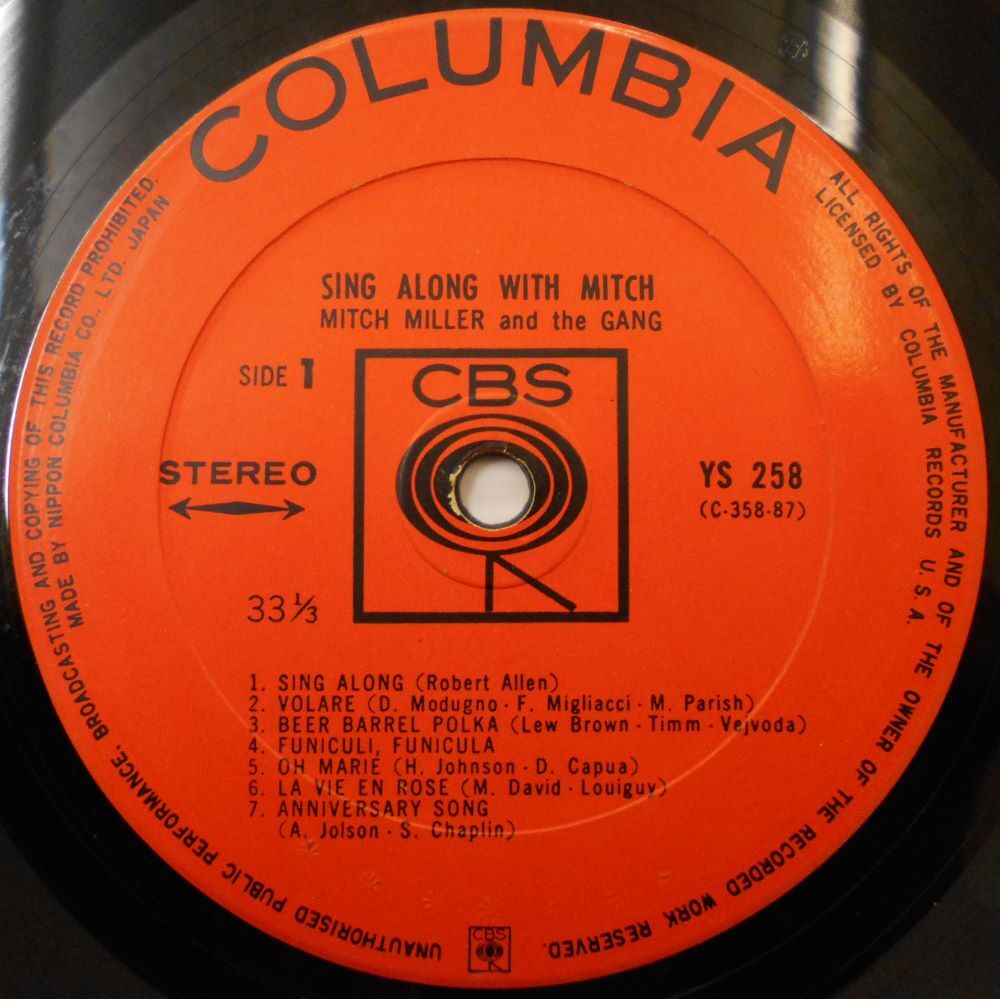 COLUMBIA
ALL RIGHTS OF THE MANUFACTURER AND OF THE OWNER OF THE RECORDED WORK RESERVED.
LICENSED BY COLUMBIA RECORDS U. S. A.
UNAUTHORISED PUBLIC PERFORMANCE, BROADCASTING AND COPYING OF THIS RECORD PROHIBITED.
MADE BY NIPPON COLUMBIA CO., LTD. JAPAN
SING ALONG WITH MITCH
MITCH MILLER and the GANG
SIDE 1
CBS
STEREO
YS 258
(C-358-87)
33⅓
1. SING ALONG (Robert Allen)
2. VOLARE (D. Modugno - F. Migliacci - M. Parish)
3. BEER BARREL POLKA (Lew Brown - Timm - Vejvoda)
4. FUNICULI, FUNICULA
5. OH MARIE (H. Johnson - D. Capua)
6. LA VIE EN ROSE (M. David - Louiguy)
7. ANNIVERSARY SONG
(A. Jolson - S. Chaplin)
CBS